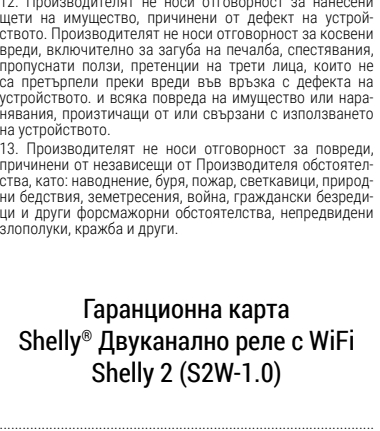 12. Производителят не носи отговорност за нанесени
щети на имущество, причинени от дефект на устрой-
ството. Производителят не носи отговорност за косвени
вреди, включително за загуба на печалба, спестявания,
пропуснати ползи, претенции на трети лица, които не
са претърпели преки вреди във връзка с дефекта на
устройството. и всяка повреда на имущество или нара-
нявания, произтичащи от или свързани с използването
на устройството.
13. Производителят не носи отговорност за повреди,
причинени от независещи от Производителя обстоятел-
ства, като: наводнение, буря, пожар, светкавици, природ-
ни бедствия, земетресения, война, граждански безреди-
ци и други форсмажорни обстоятелства, непредвидени
злополуки, кражба и други.
Гаранционна карта
Shelly® Двуканално реле с WiFi
Shelly 2 (S2W-1.0)